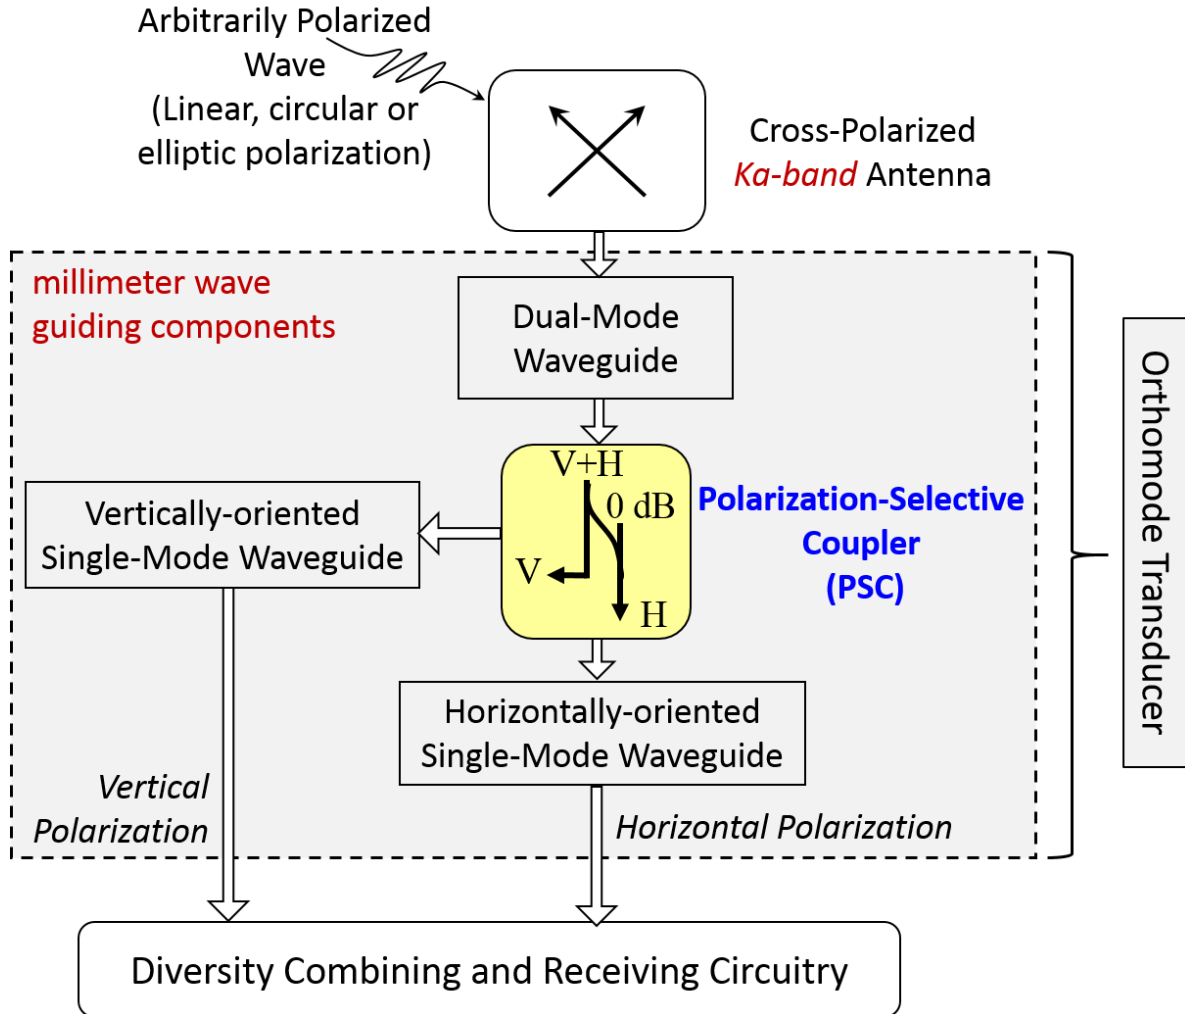 Arbitrarily Polarized
Wave
(Linear, circular or
elliptic polarization)
Cross-Polarized
Ka-band Antenna
millimeter wave
guiding components
Dual-Mode
Waveguide
V+H
0 dB
V
H
Polarization-Selective
Coupler
(PSC)
Vertically-oriented
Single-Mode Waveguide
Horizontally-oriented
Single-Mode Waveguide
Vertical
Polarization
Horizontal Polarization
Orthomode Transducer
Diversity Combining and Receiving Circuitry